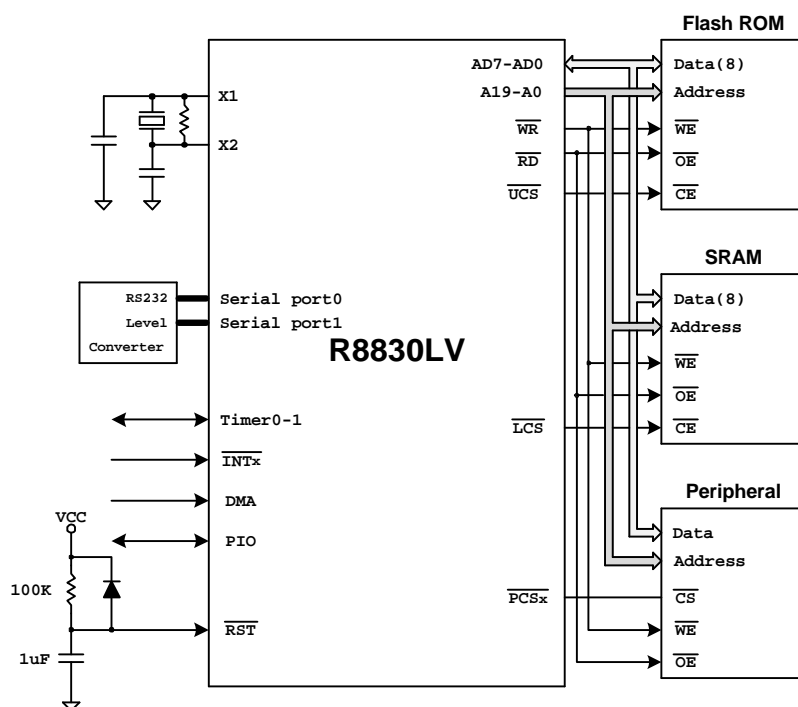 Flash ROM
AD7-AD0
Data(8)
A19-A0
Address
X1
WR
WE
X2
RD
OE
UCS
CE
SRAM
RS232
Serial port0
Data(8)
Level
Serial port1
Address
Converter
R8830LV
WE
OE
Timer0-1
LCS
CE
INTx
DMA
Peripheral
VCC
PIO
Data
Address
100K
PCSx
CS
RST
WE
1uF
OE